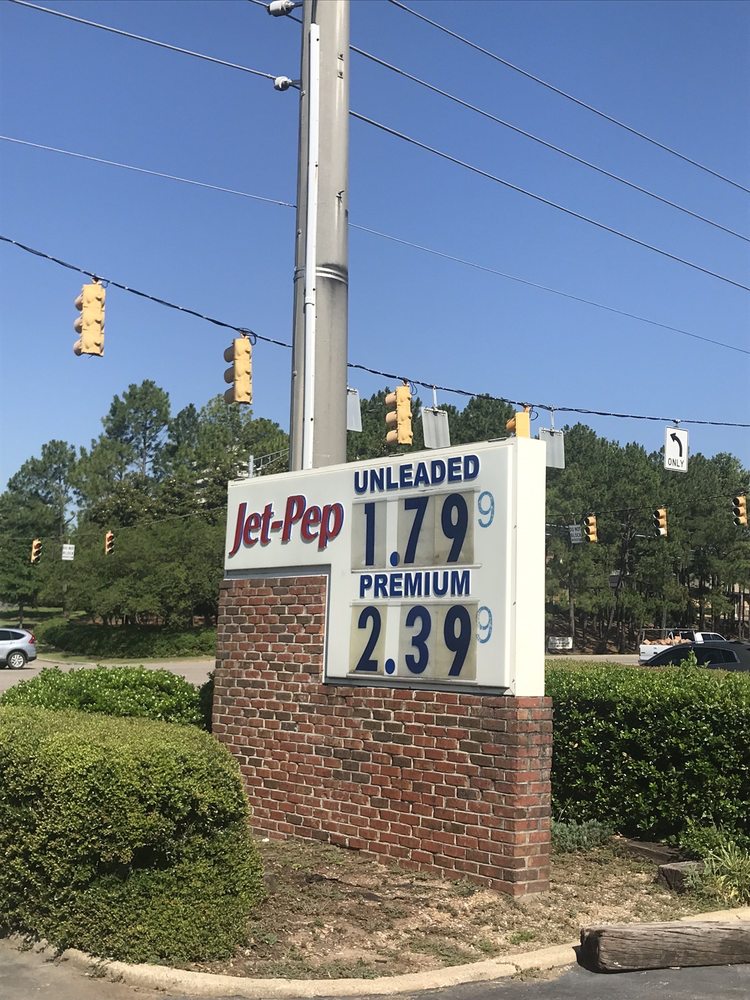 UNLEADED
Jet-Pep
1.79 9
PREMIUM
2.39 9
ONLY